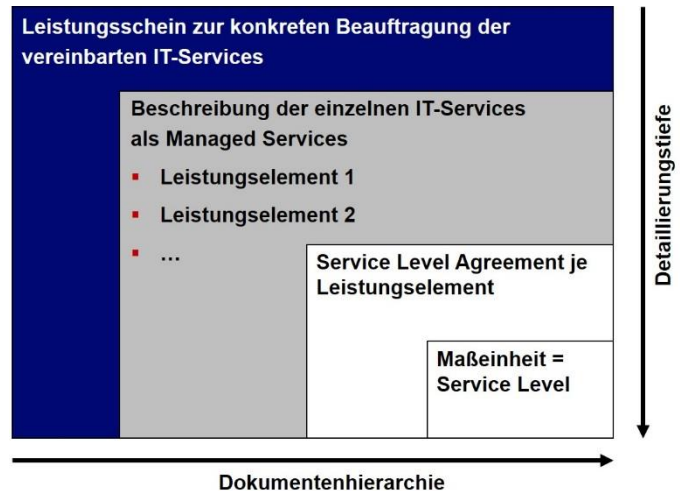 Leistungsschein zur konkreten Beauftragung der
vereinbarten IT-Services
Beschreibung der einzelnen IT-Services
als Managed Services
▪ Leistungselement 1
▪ Leistungselement 2
▪ …
Service Level Agreement je
Leistungselement
Maßeinheit =
Service Level
Detaillierungstiefe
Dokumentenhierarchie